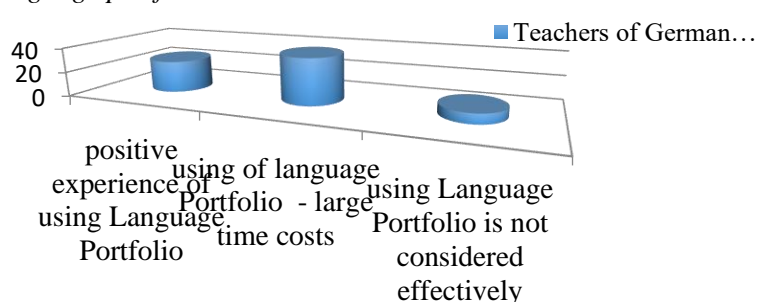 Teachers of German…
40
20
0
positive
experience of
using Language
Portfolio
using of language
Portfolio - large
time costs
using Language
Portfolio is not
considered
effectively